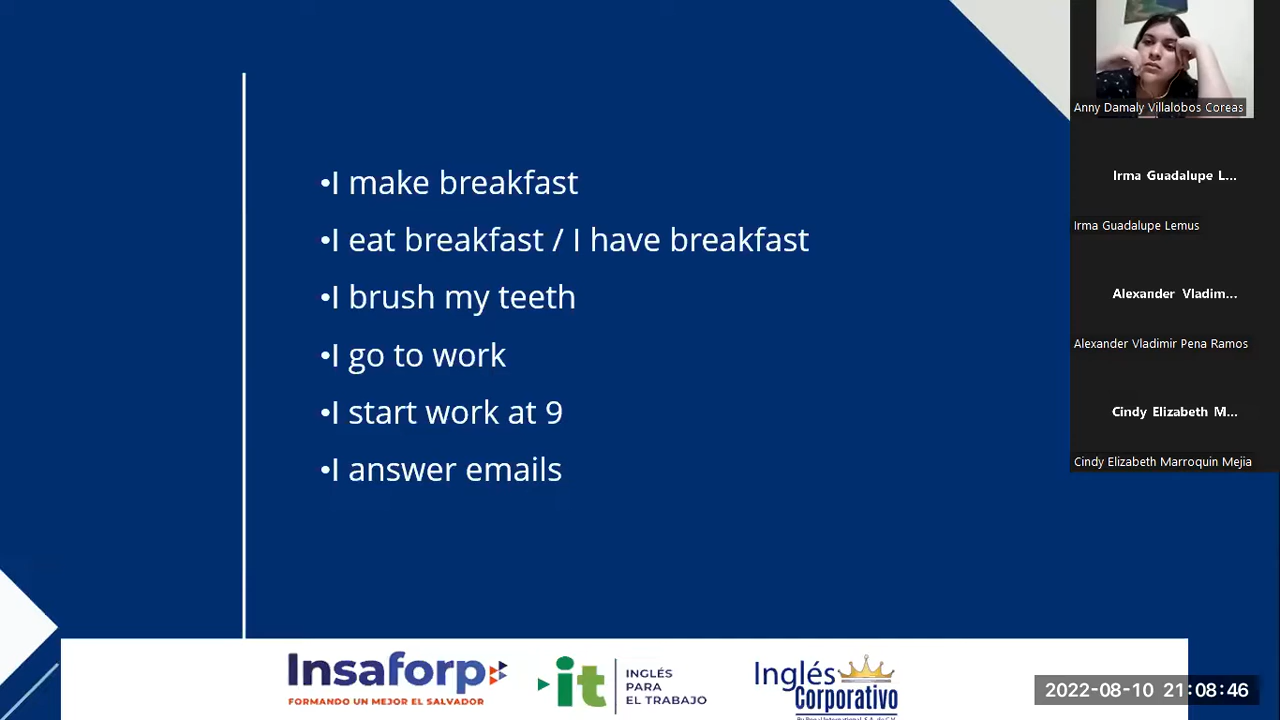 •I make breakfast
•I eat breakfast / I have breakfast
•I brush my teeth
•I go to work
•I start work at 9
•I answer emails
Anny Damaly Villalobos Coreas
Irma Guadalupe L...
Irma Guadalupe Lemus
Alexander Vladim...
Alexander Vladimir Pena Ramos
Cindy Elizabeth M...
Cindy Elizabeth Marroquin Mejia
Insaforp
FORMANDO UN MEJOR EL SALVADOR
it
INGLÉS
PARA
EL TRABAJO
Inglés
Corporativo
2022-08-10 21:08:46